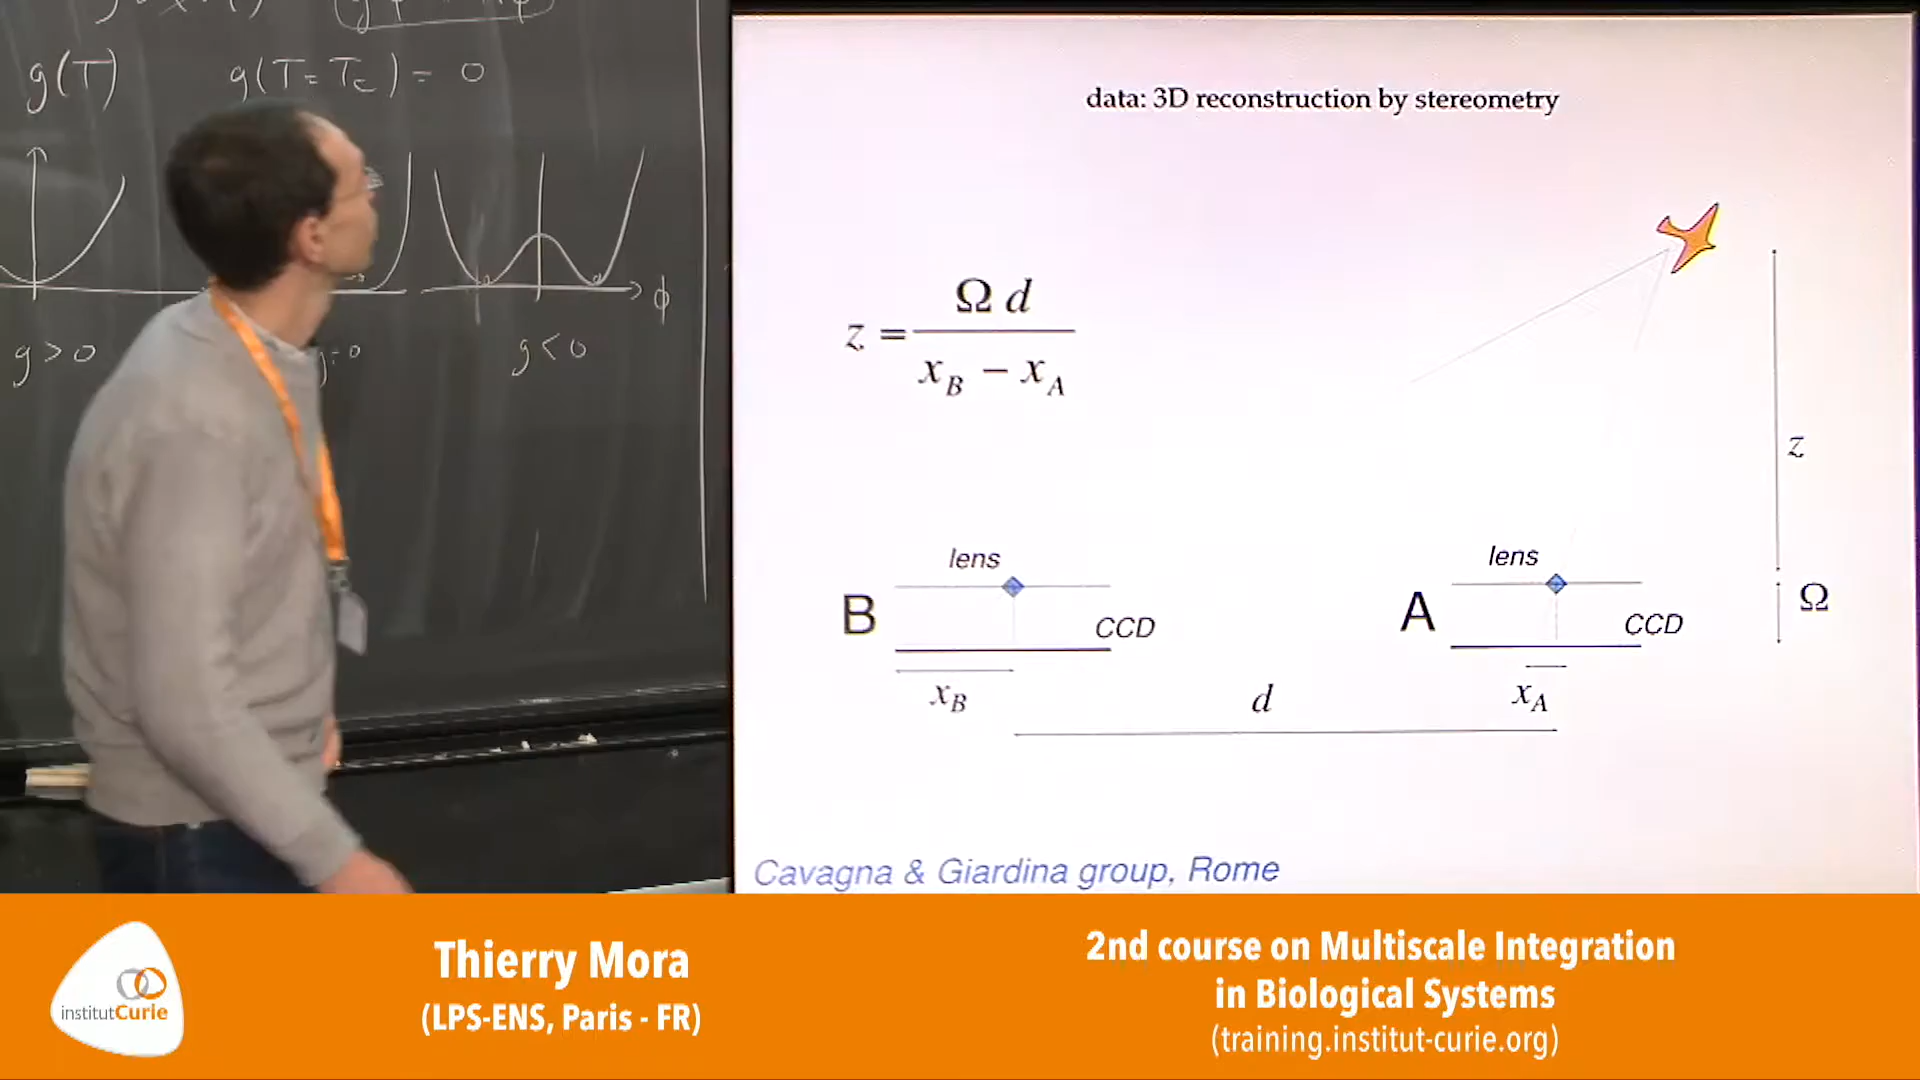 g(T) g(T=Tc) = 0
ϕ
g > 0 g=0 g < 0
data: 3D reconstruction by stereometry
z = Ω d / (x_B − x_A)
z
lens lens
B CCD A CCD Ω
x_B d x_A
Cavagna & Giardina group, Rome
institutCurie
Thierry Mora
(LPS-ENS, Paris - FR)
2nd course on Multiscale Integration
in Biological Systems
(training.institut-curie.org)